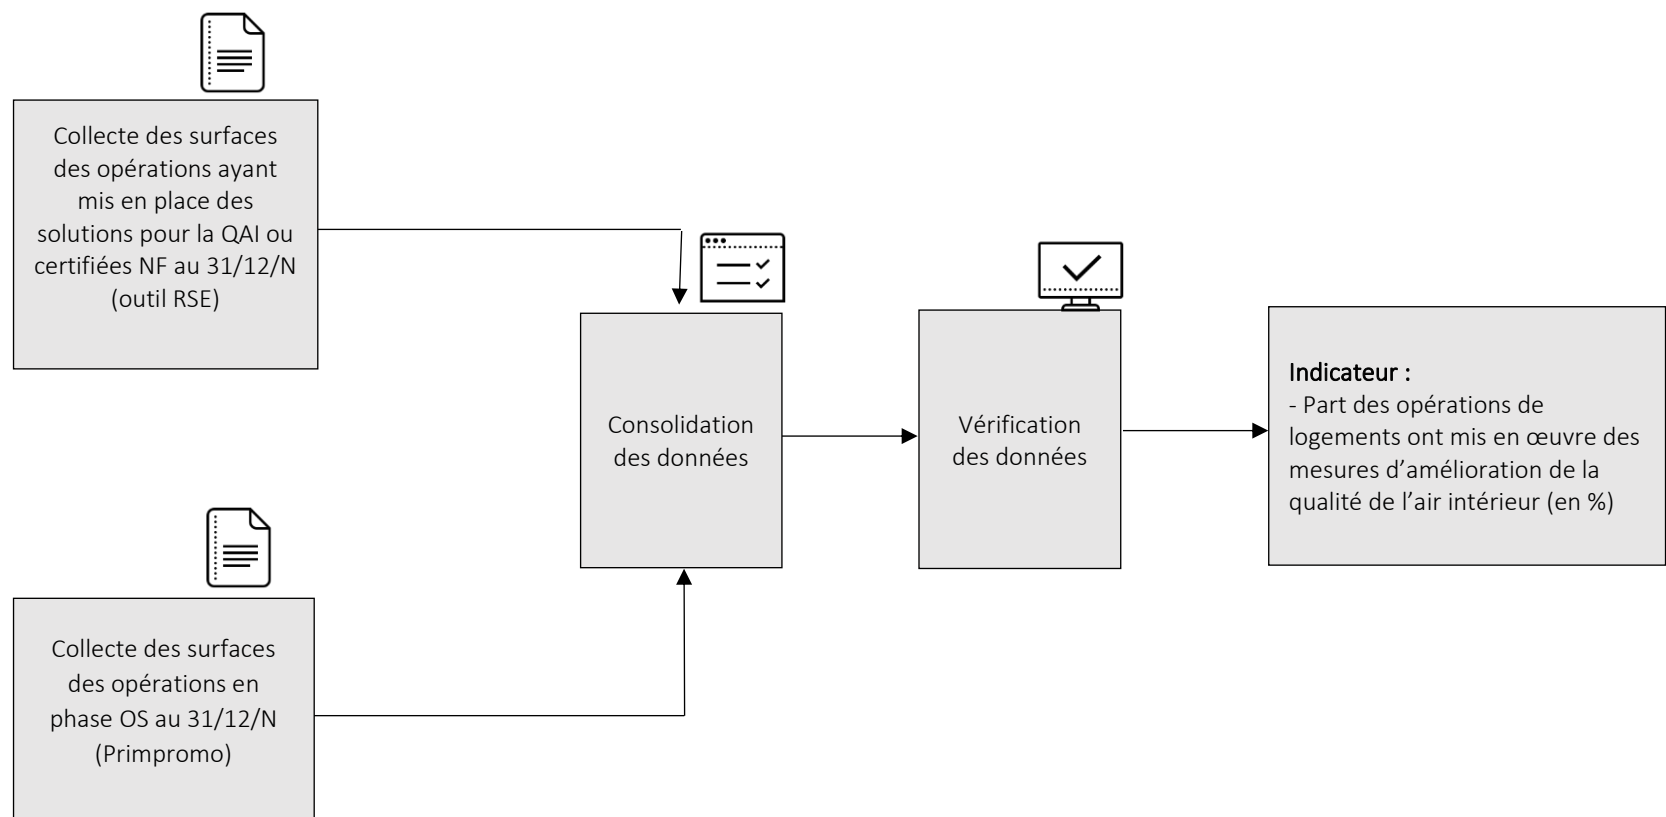 Collecte des surfaces
des opérations ayant
mis en place des
solutions pour la QAI ou
certifiées NF au 31/12/N
(outil RSE)
Collecte des surfaces
des opérations en
phase OS au 31/12/N
(Primpromo)
Consolidation
des données
Vérification
des données
Indicateur :
- Part des opérations de
logements ont mis en œuvre des
mesures d’amélioration de la
qualité de l’air intérieur (en %)